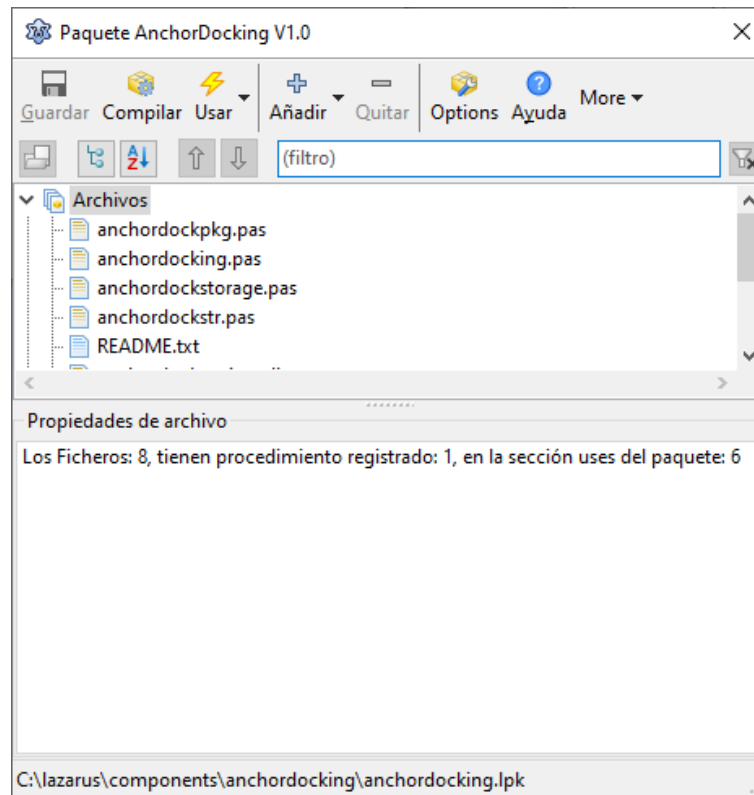 Paquete AnchorDocking V1.0
Guardar Compilar Usar Añadir Quitar Options Ayuda More
A
Z
(filtro)
Archivos
anchordockpkg.pas
anchordocking.pas
anchordockstorage.pas
anchordockstr.pas
README.txt
Propiedades de archivo
Los Ficheros: 8, tienen procedimiento registrado: 1, en la sección uses del paquete: 6
C:\lazarus\components\anchordocking\anchordocking.lpk